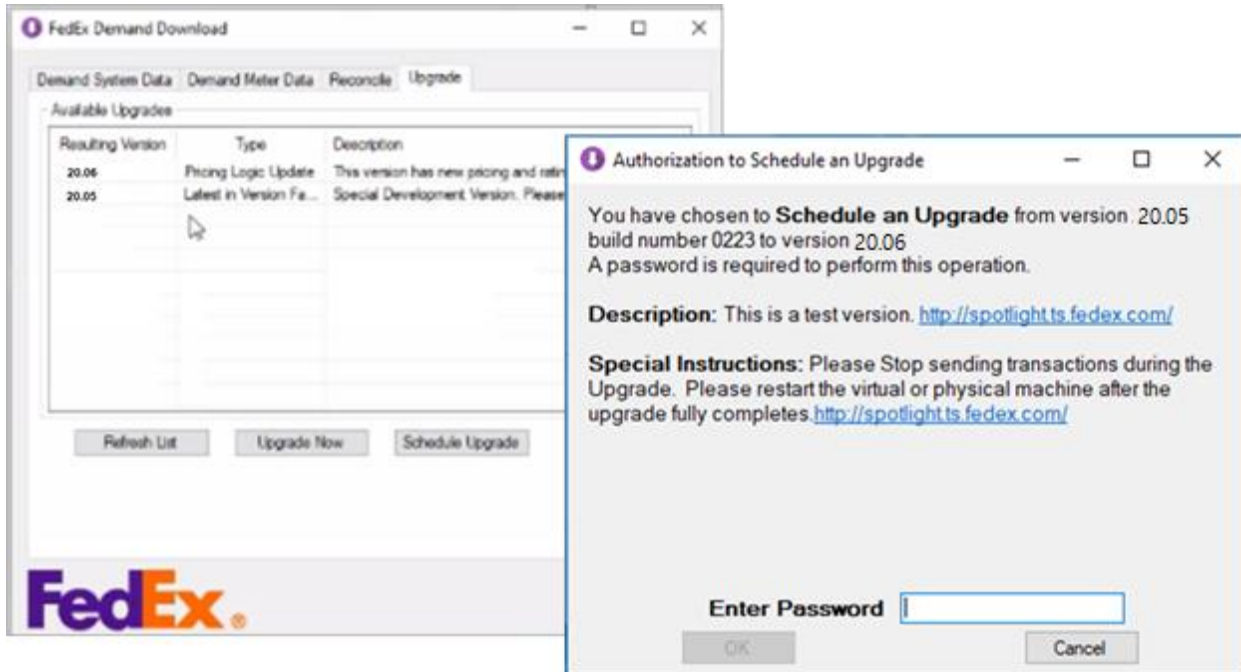 FedEx Demand Download
Demand System Data Demand Meter Data Reconcile Upgrade
Available Upgrades
Resulting Version Type Description
20.06 Pricing Logic Update This version has new pricing and ratin
20.05 Latest in Version Fa... Special Development Version. Please
Refresh List Upgrade Now Schedule Upgrade
FedEx®
Authorization to Schedule an Upgrade
You have chosen to Schedule an Upgrade from version 20.05
build number 0223 to version 20.06
A password is required to perform this operation.
Description: This is a test version. http://spotlight.ts.fedex.com/
Special Instructions: Please Stop sending transactions during the
Upgrade. Please restart the virtual or physical machine after the
upgrade fully completes.http://spotlight.ts.fedex.com/
Enter Password
OK Cancel